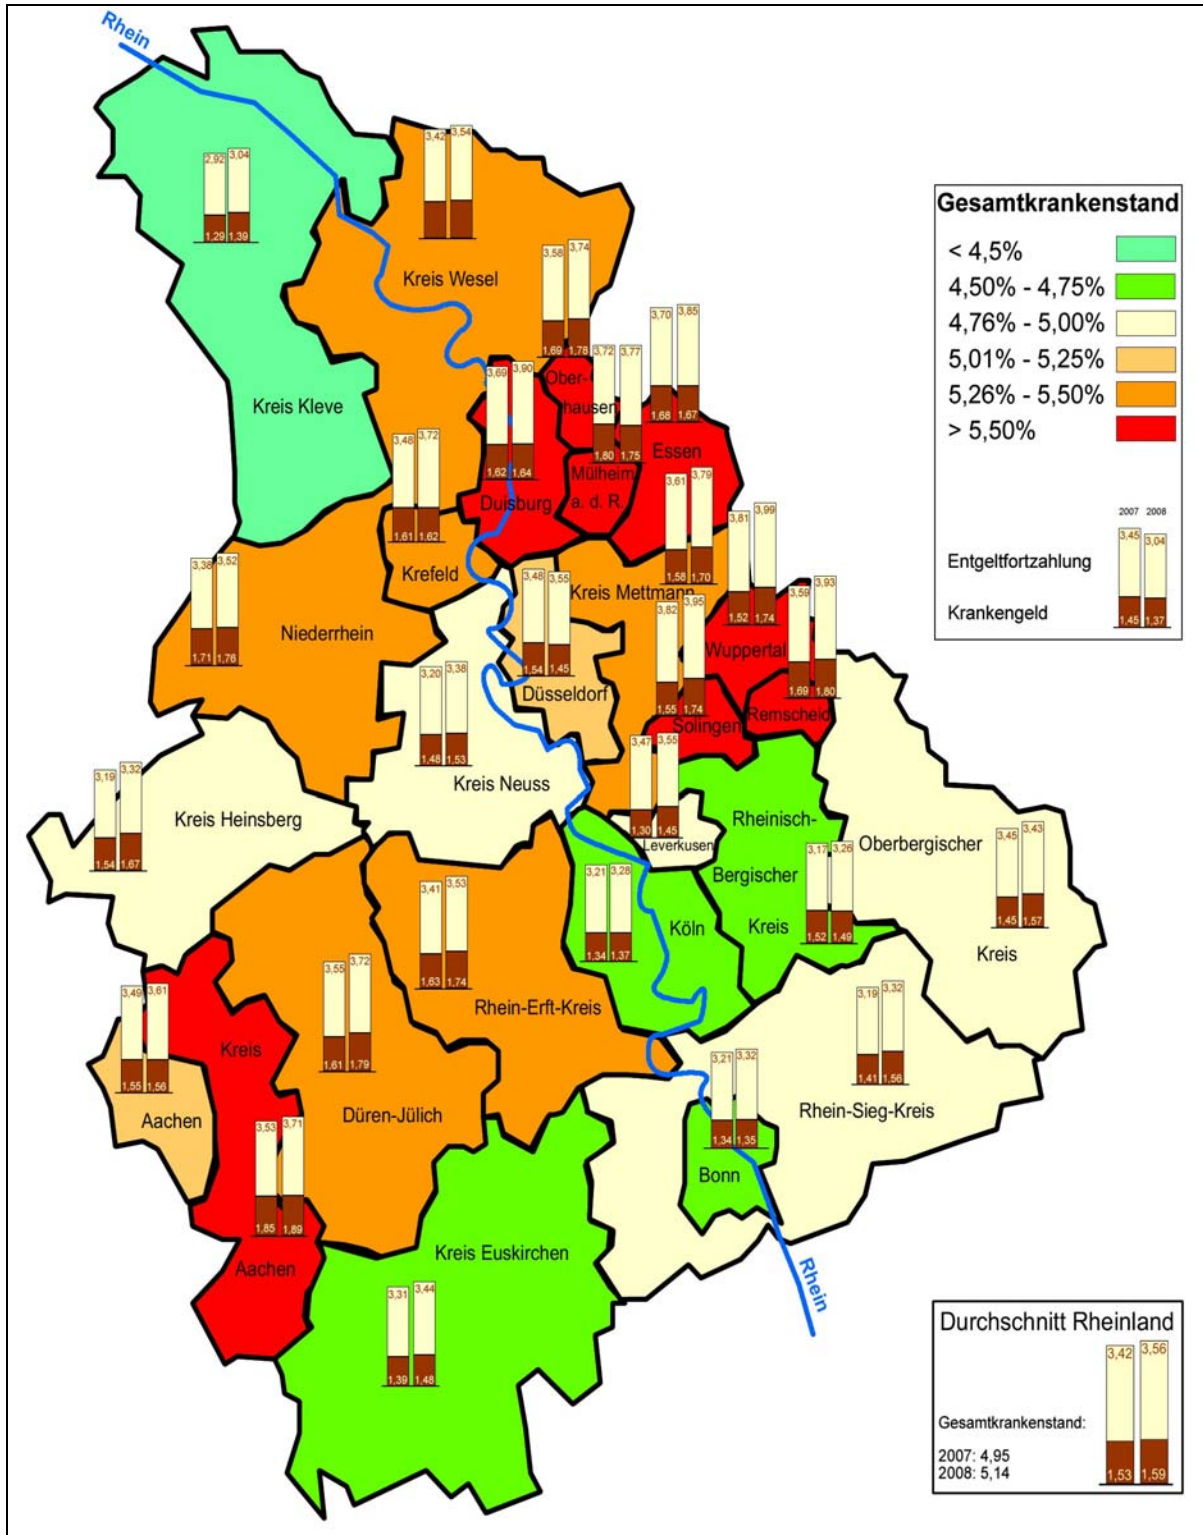 Rhein
3,42 3,54
2,92 3,04
1,29 1,39
Kreis Wesel
3,58 3,74
1,69 1,78
Kreis Kleve
3,69 3,90
1,62 1,64
Duisburg
Ober-
hausen
3,72 3,77
1,80 1,75
Mülheim
a. d. R.
3,70 3,85
1,68 1,67
Essen
3,48 3,72
1,61 1,62
Krefeld
3,61 3,79
1,58 1,70
Kreis Mettmann
3,81 3,99
1,52 1,74
Wuppertal
3,38 3,52
1,71 1,76
Niederrhein
3,48 3,55
1,54 1,45
Düsseldorf
3,82 3,95
1,55 1,74
Solingen
3,59 3,93
1,69 1,80
Remscheid
3,20 3,38
1,48 1,53
Kreis Neuss
3,47 3,55
1,30 1,45
Leverkusen
3,19 3,32
1,54 1,67
Kreis Heinsberg
Rheinisch-
Bergischer
Kreis
3,17 3,26
1,52 1,49
Oberbergischer
Kreis
3,45 3,43
1,45 1,57
3,41 3,53
1,63 1,74
Rhein-Erft-Kreis
3,21 3,28
1,34 1,37
Köln
3,55 3,72
1,61 1,79
Düren-Jülich
3,49 3,61
1,55 1,56
Aachen
Kreis
3,53 3,71
1,85 1,89
Aachen
3,19 3,32
1,41 1,56
Rhein-Sieg-Kreis
3,21 3,32
1,34 1,35
Bonn
Kreis Euskirchen
3,31 3,44
1,39 1,48
Rhein
Gesamtkrankenstand
< 4,5%
4,50% - 4,75%
4,76% - 5,00%
5,01% - 5,25%
5,26% - 5,50%
> 5,50%
2007 2008
3,45 3,04
Entgeltfortzahlung
Krankengeld
1,45 1,37
Durchschnitt Rheinland
3,42 3,56
Gesamtkrankenstand:
2007: 4,95
2008: 5,14
1,53 1,59